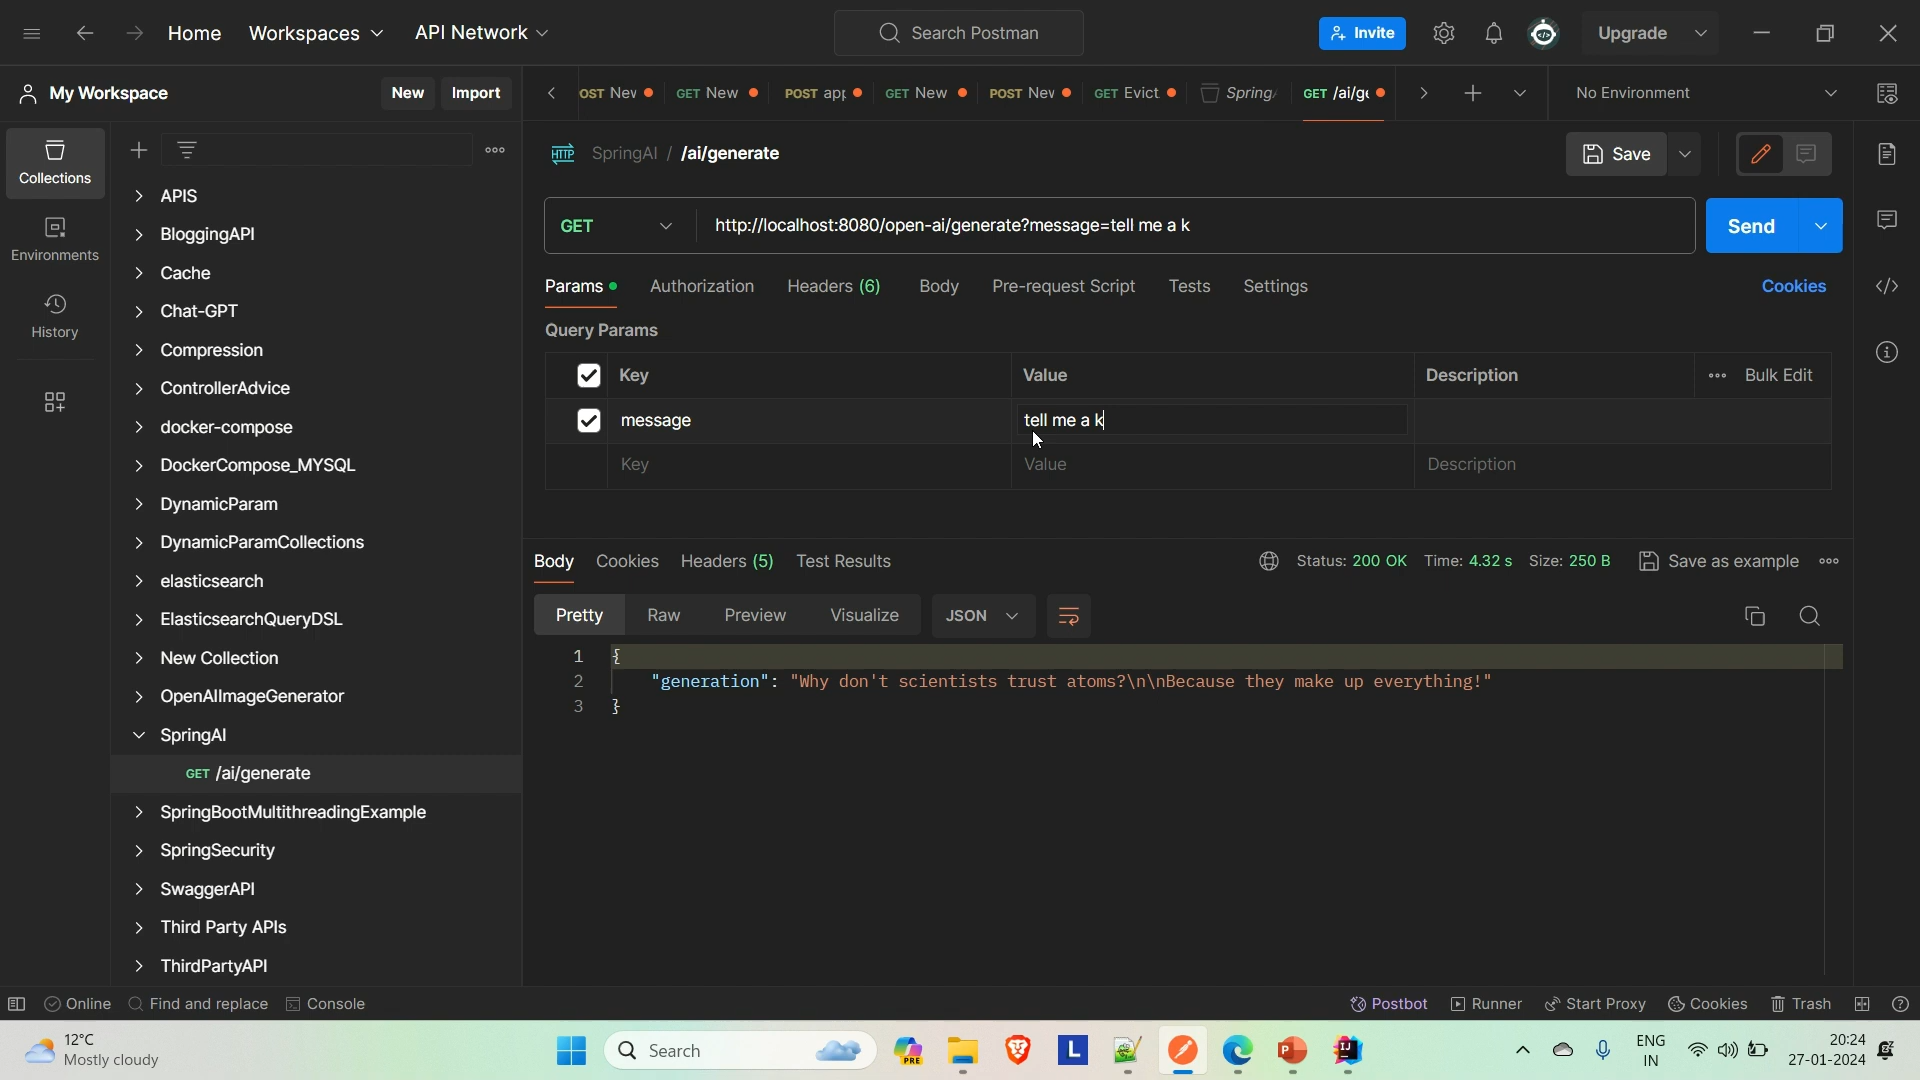 Home
Workspaces
API Network
Search Postman
Invite
Upgrade
My Workspace
New
Import
OST New
GET New
POST app
GET New
POST New
GET Evict
SpringA
GET /ai/ge
No Environment
Collections
Environments
History
APIS
BloggingAPI
Cache
Chat-GPT
Compression
ControllerAdvice
docker-compose
DockerCompose_MYSQL
DynamicParam
DynamicParamCollections
elasticsearch
ElasticsearchQueryDSL
New Collection
OpenAIImageGenerator
SpringAI
GET /ai/generate
SpringBootMultithreadingExample
SpringSecurity
SwaggerAPI
Third Party APIs
ThirdPartyAPI
HTTP SpringAI / /ai/generate
Save
GET
http://localhost:8080/open-ai/generate?message=tell me a k
Send
Params
Authorization
Headers (6)
Body
Pre-request Script
Tests
Settings
Cookies
Query Params
Key
Value
Description
Bulk Edit
message
tell me a k
Key
Value
Description
Body
Cookies
Headers (5)
Test Results
Status: 200 OK
Time: 4.32 s
Size: 250 B
Save as example
Pretty
Raw
Preview
Visualize
JSON
1 {
2 "generation": "Why don't scientists trust atoms?\n\nBecause they make up everything!"
3 }
Online
Find and replace
Console
Postbot
Runner
Start Proxy
Cookies
Trash
12°C
Mostly cloudy
Search
PRE
L
P
IJ
ENG
IN
20:24
27-01-2024